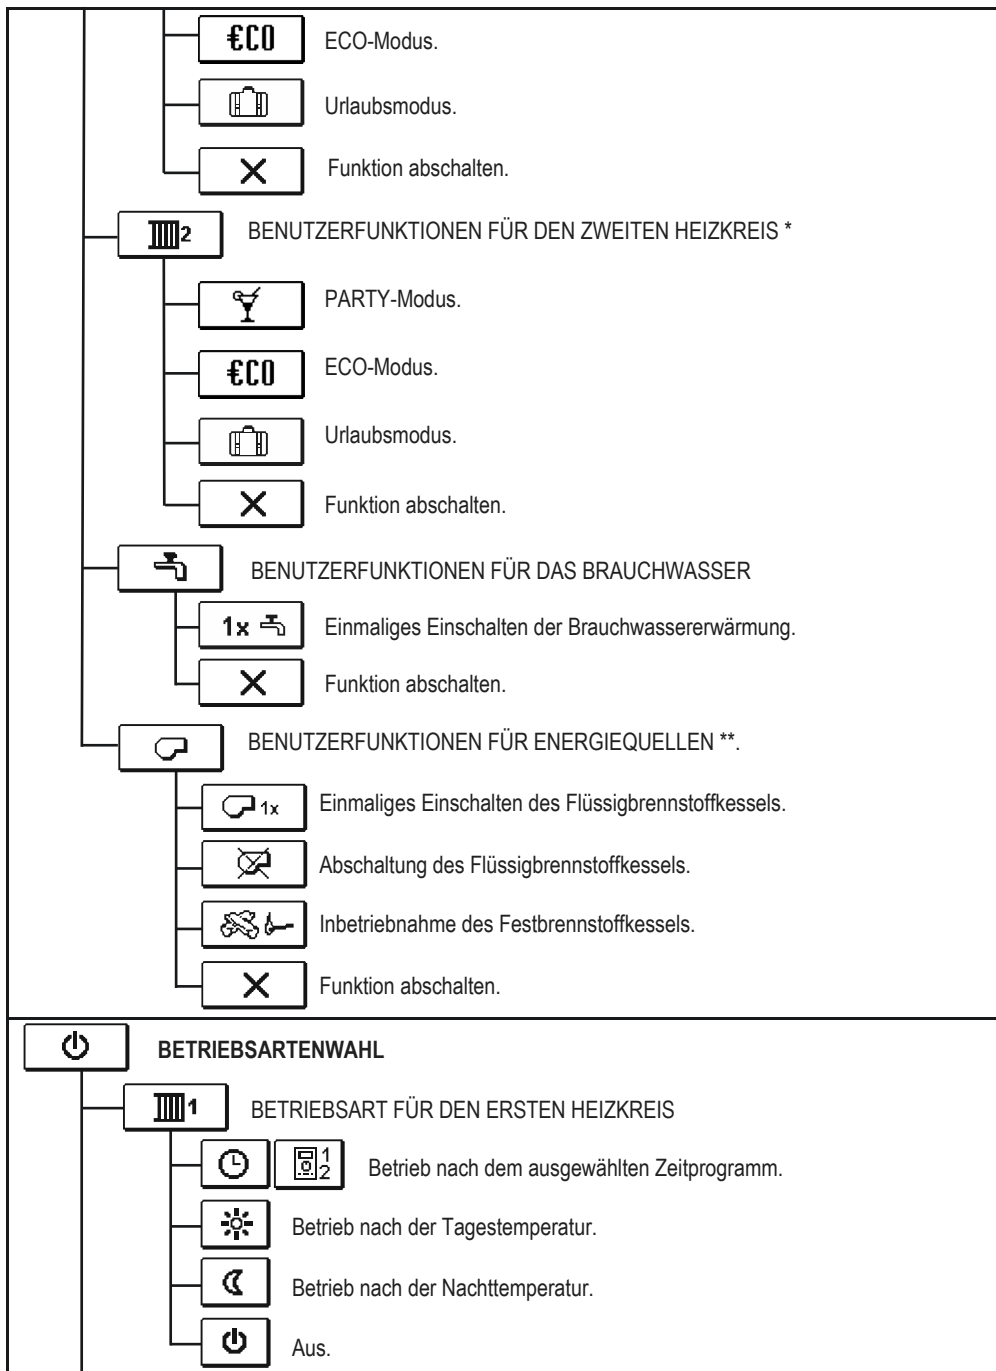 €CO ECO-Modus.
Urlaubsmodus.
Funktion abschalten.
2 BENUTZERFUNKTIONEN FÜR DEN ZWEITEN HEIZKREIS *
PARTY-Modus.
€CO ECO-Modus.
Urlaubsmodus.
Funktion abschalten.
BENUTZERFUNKTIONEN FÜR DAS BRAUCHWASSER
1x Einmaliges Einschalten der Brauchwassererwärmung.
Funktion abschalten.
BENUTZERFUNKTIONEN FÜR ENERGIEQUELLEN **.
1x Einmaliges Einschalten des Flüssigbrennstoffkessels.
Abschaltung des Flüssigbrennstoffkessels.
Inbetriebnahme des Festbrennstoffkessels.
Funktion abschalten.
BETRIEBSARTENWAHL
1 BETRIEBSART FÜR DEN ERSTEN HEIZKREIS
1 2 Betrieb nach dem ausgewählten Zeitprogramm.
Betrieb nach der Tagestemperatur.
Betrieb nach der Nachttemperatur.
Aus.